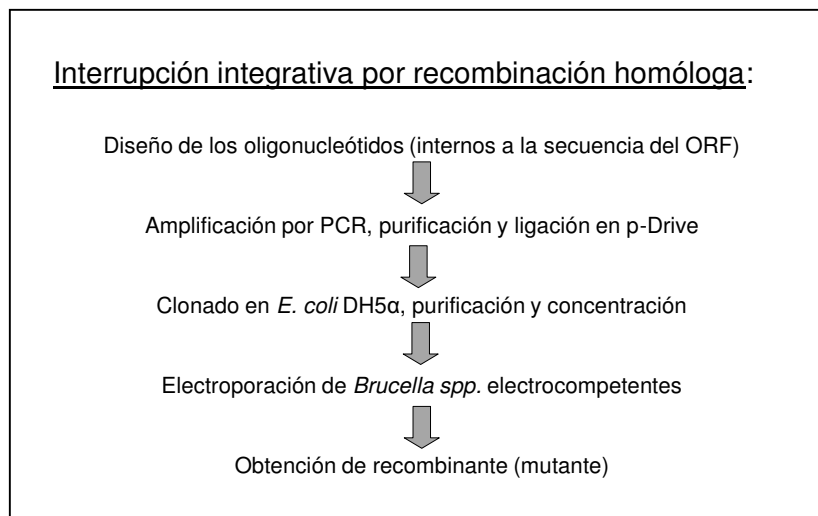 Interrupción integrativa por recombinación homóloga:
Diseño de los oligonucleótidos (internos a la secuencia del ORF)
Amplificación por PCR, purificación y ligación en p-Drive
Clonado en E. coli DH5α, purificación y concentración
Electroporación de Brucella spp. electrocompetentes
Obtención de recombinante (mutante)